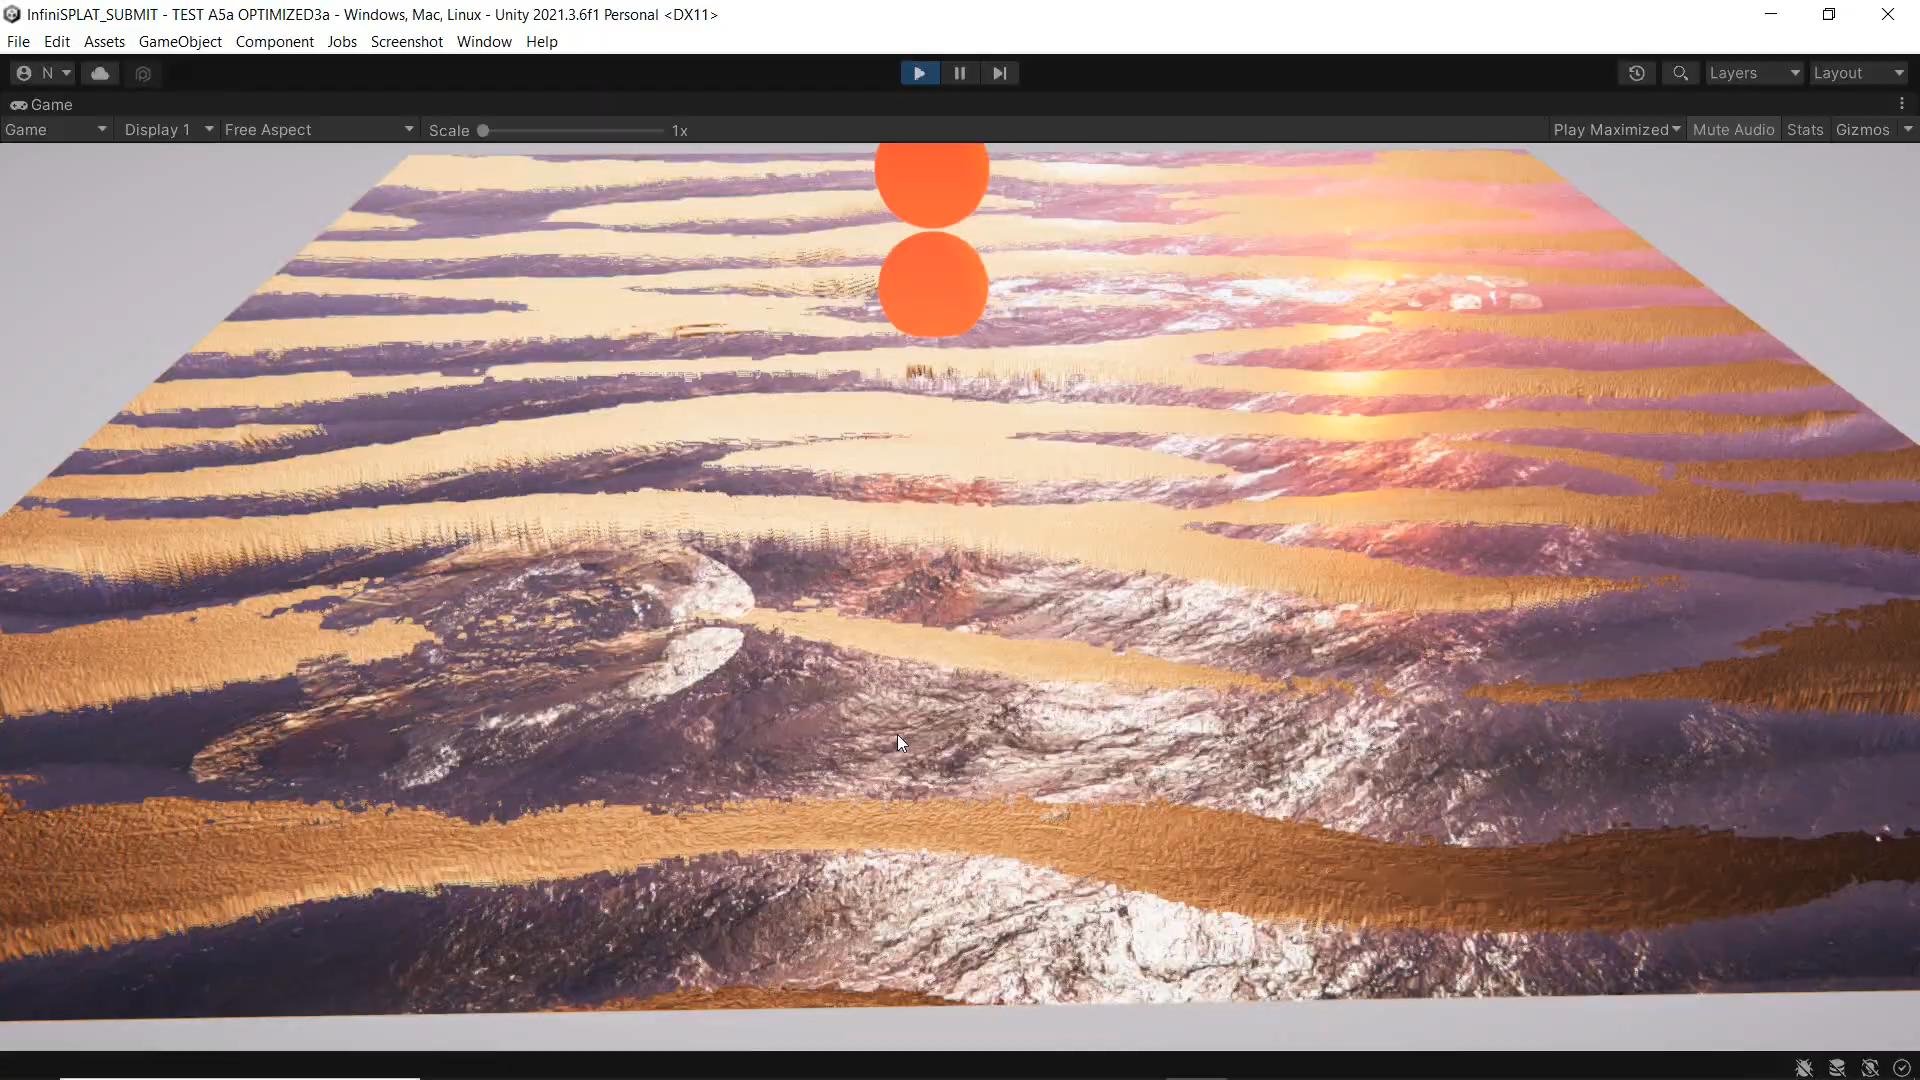 InfiniSPLAT_SUBMIT - TEST A5a OPTIMIZED3a - Windows, Mac, Linux - Unity 2021.3.6f1 Personal <DX11>
File Edit Assets GameObject Component Jobs Screenshot Window Help
N Layers Layout
Game
Game Display 1 Free Aspect Scale 1x Play Maximized Mute Audio Stats Gizmos